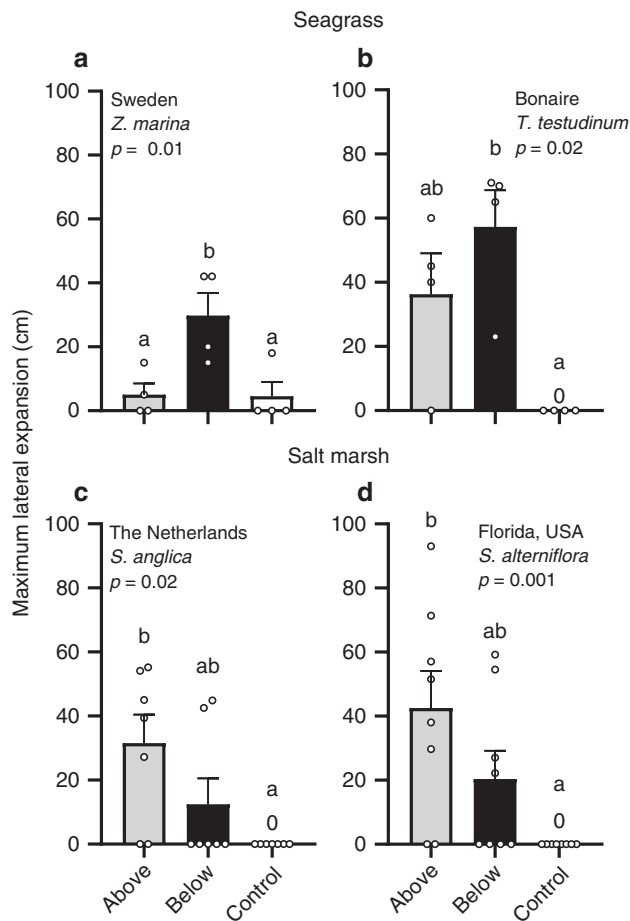 Seagrass
a
b
Sweden
Z. marina
p = 0.01
Bonaire
T. testudinum
p = 0.02
100
80
60
40
20
0
a
b
a
100
80
60
40
20
0
ab
b
a
0
Maximum lateral expansion (cm)
Salt marsh
c
d
The Netherlands
S. anglica
p = 0.02
Florida, USA
S. alterniflora
p = 0.001
100
80
60
40
20
0
b
ab
a
0
100
80
60
40
20
0
b
ab
a
0
Above
Below
Control
Above
Below
Control